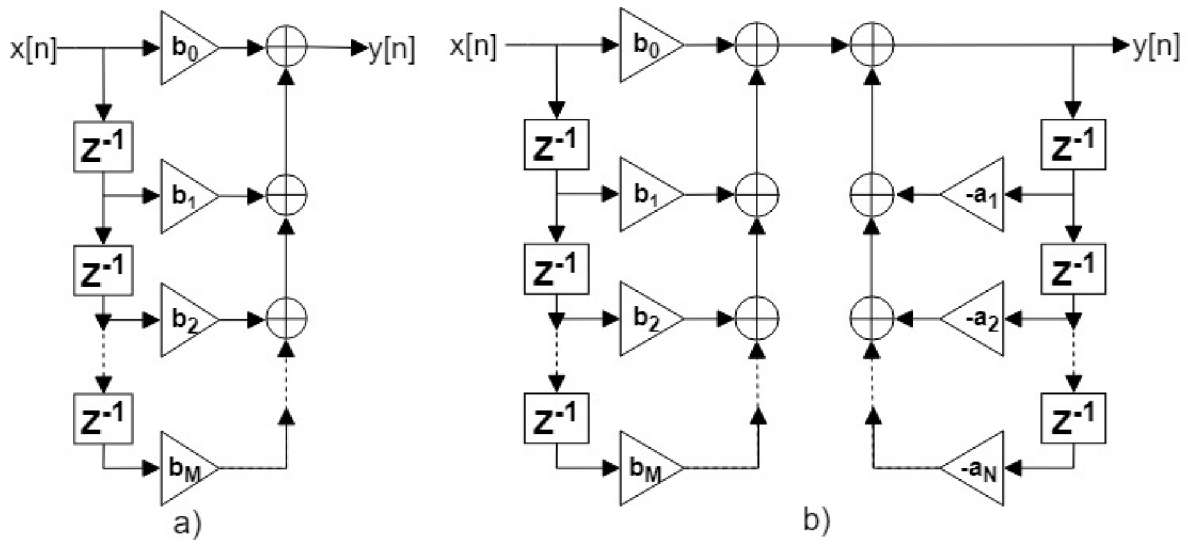 x[n] b0 y[n]
Z-1
b1
Z-1
b2
Z-1
bM
a)
x[n] b0 y[n]
Z-1 Z-1
b1 -a1
Z-1 Z-1
b2 -a2
Z-1 Z-1
bM -aN
b)